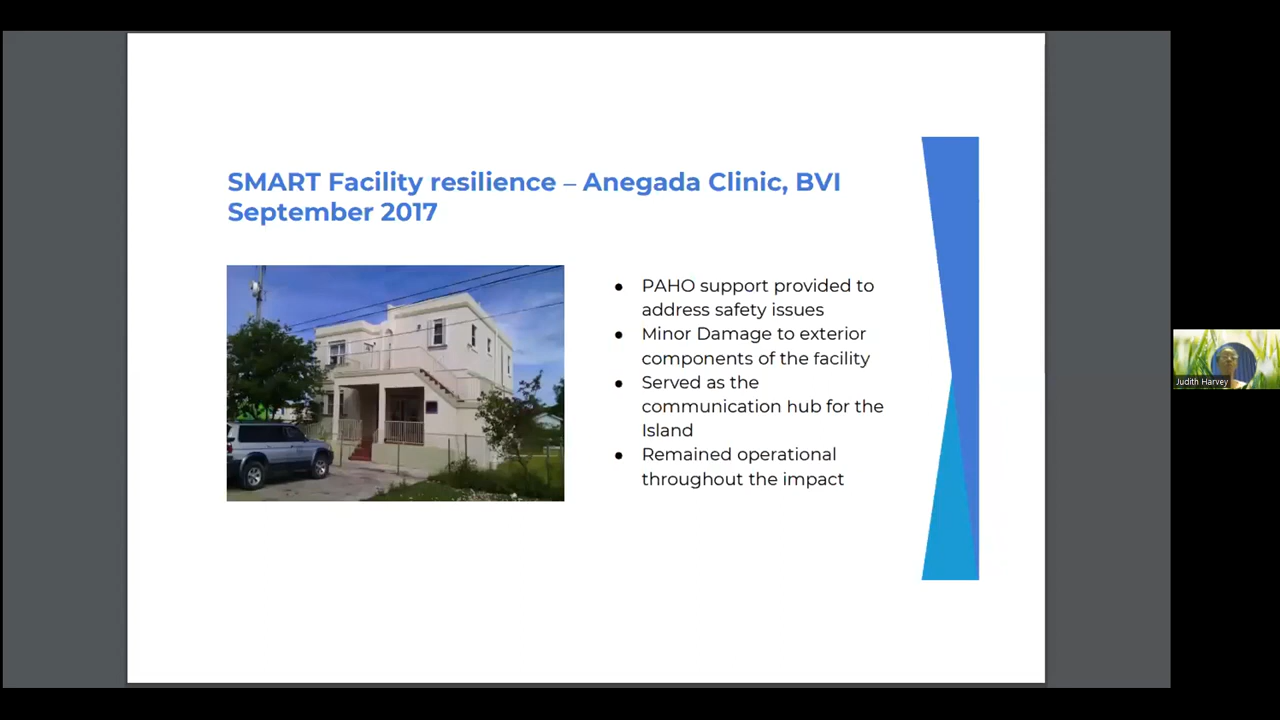 SMART Facility resilience – Anegada Clinic, BVI
September 2017
● PAHO support provided to
address safety issues
● Minor Damage to exterior
components of the facility
● Served as the
communication hub for the
Island
● Remained operational
throughout the impact
Judith Harvey